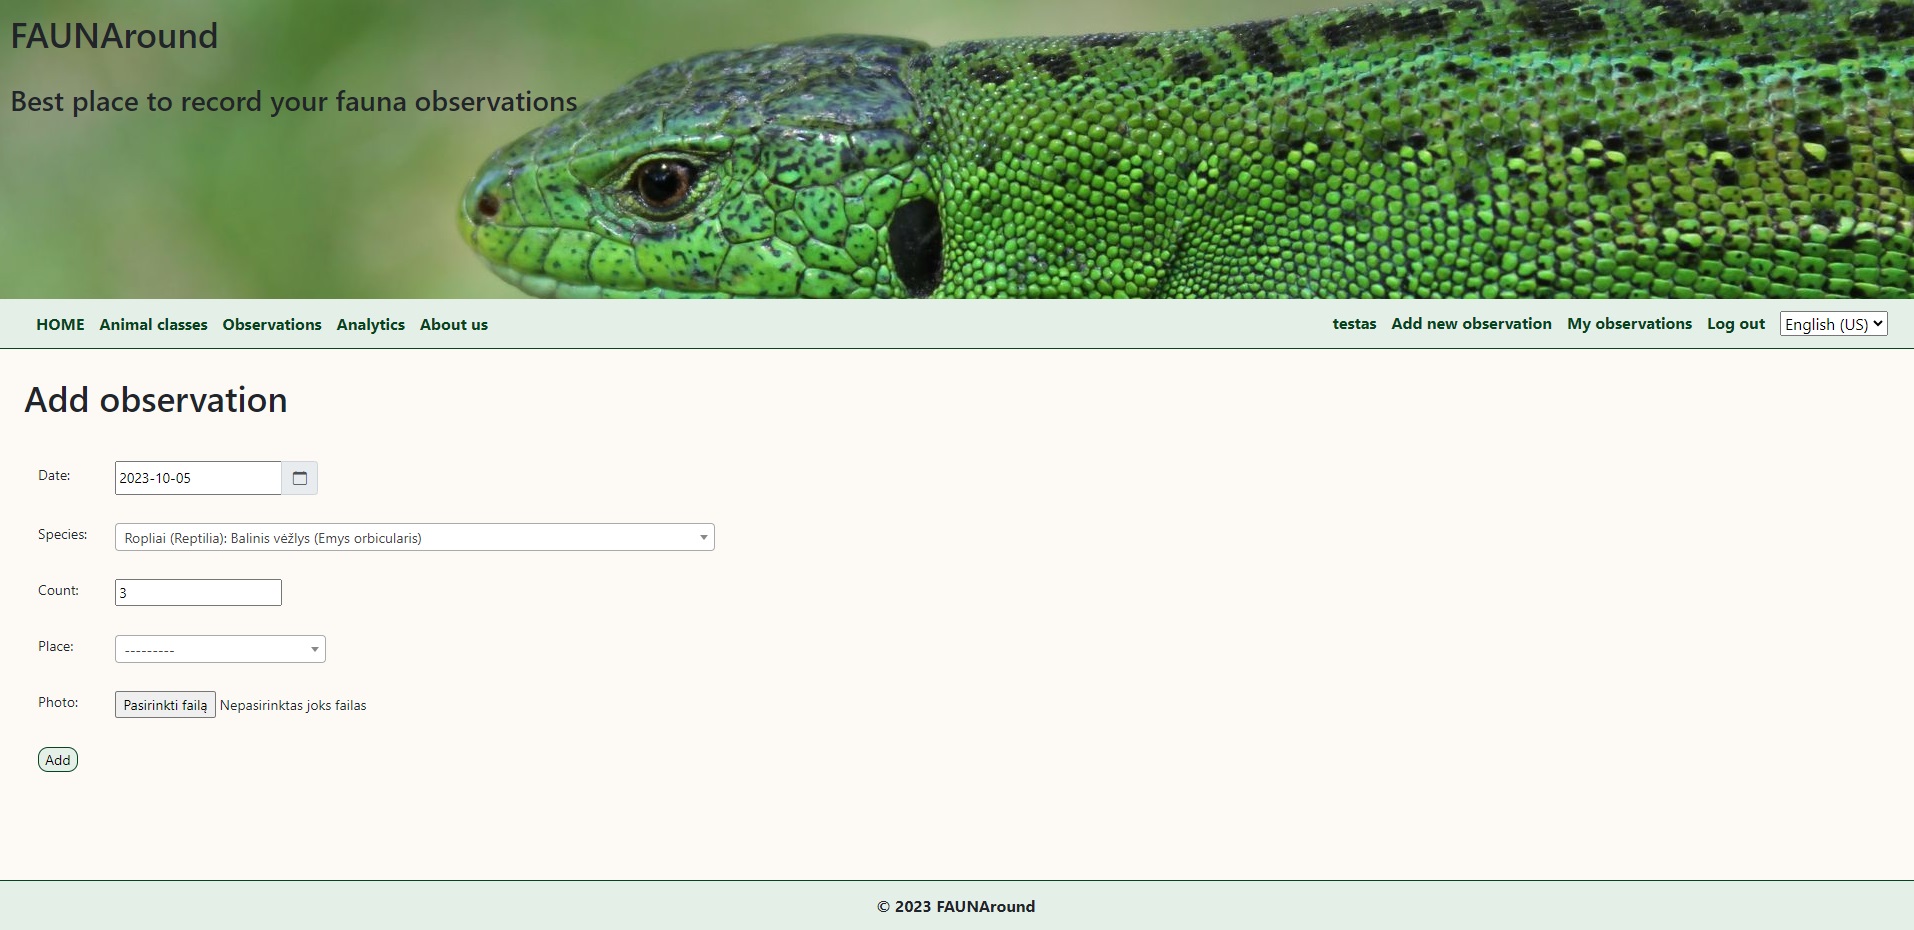 FAUNAround
Best place to record your fauna observations
HOME Animal classes Observations Analytics About us testas Add new observation My observations Log out English (US)
Add observation
Date: 2023-10-05
Species: Ropliai (Reptilia): Balinis vėžlys (Emys orbicularis)
Count: 3
Place: ---------
Photo: Pasirinkti failą Nepasirinktas joks failas
Add
© 2023 FAUNAround